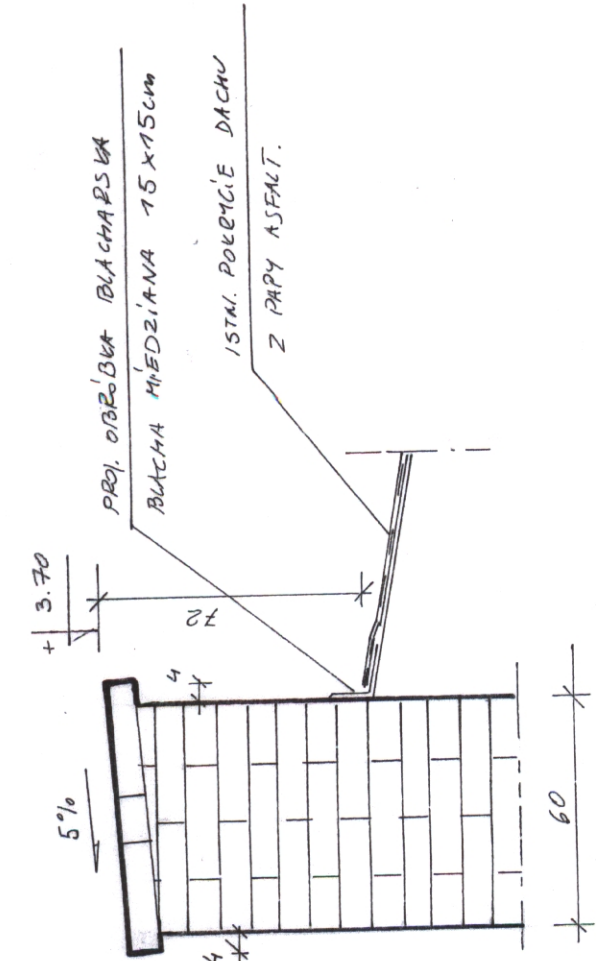 PROJ. OBRÓBKA BLACHARSKA
BLACHA MIEDZIANA 15x15cm
ISTN. POKRYCIE DACHU
Z PAPY ASFALT.
+ 3.70
72
4
5%
4
60